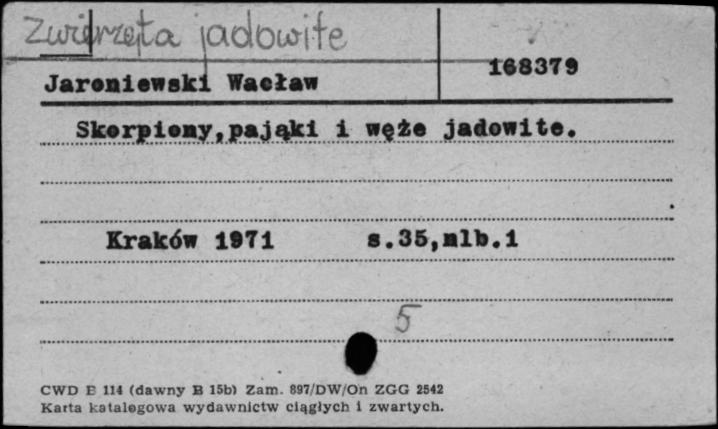 Zwierzęta jadowite
168379
Jaroniewski Wacław
Skorpiony,pająki i węże jadowite.
Kraków 1971 s.35,nlb.1
5
CWD E 114 (dawny B 15b) Zam. 897/DW/On ZGG 2542
Karta katalogowa wydawnictw ciągłych i zwartych.